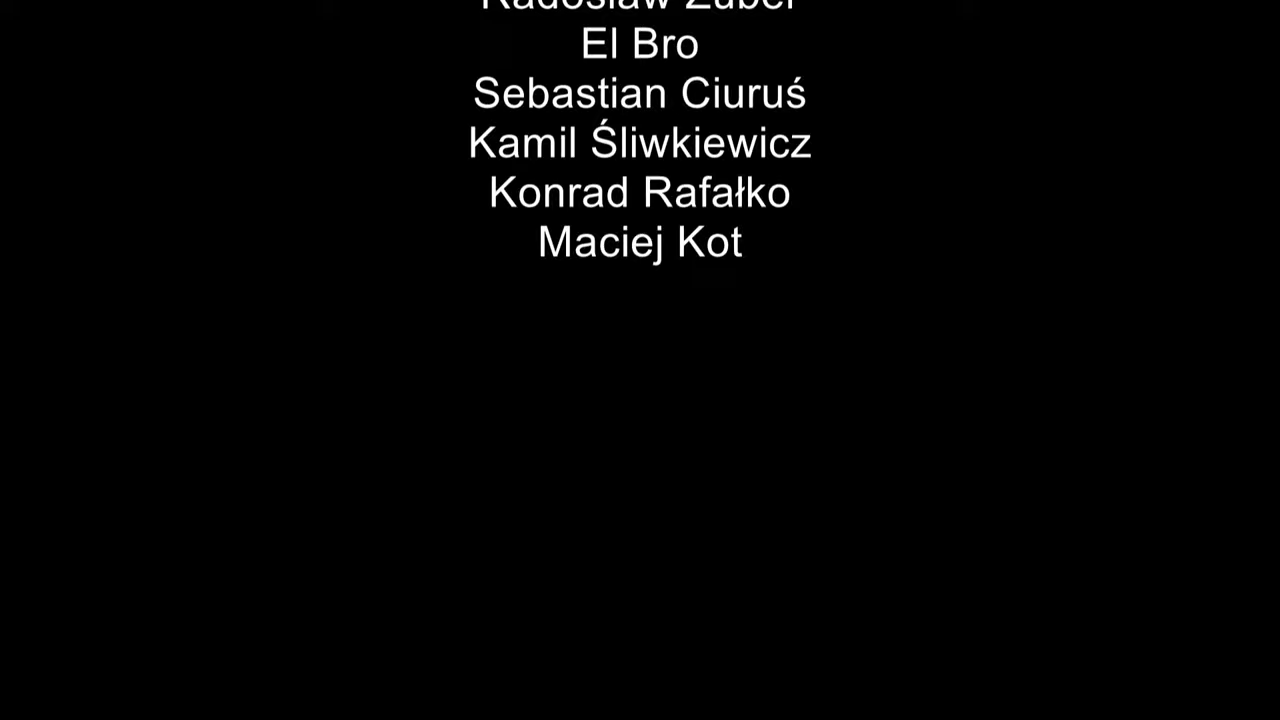 El Bro
Sebastian Ciuruś
Kamil Śliwkiewicz
Konrad Rafałko
Maciej Kot